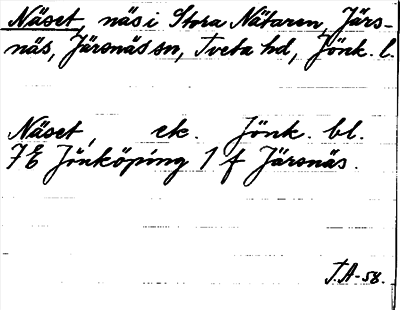 Näset, näs i Stora Nätaren, Järs-
näs, Järsnäs sn, Tveta hd, Jönk. l.
Näset, ek. Jönk. bl.
7 E Jönköping 1 f Järsnäs.
T.A-58.